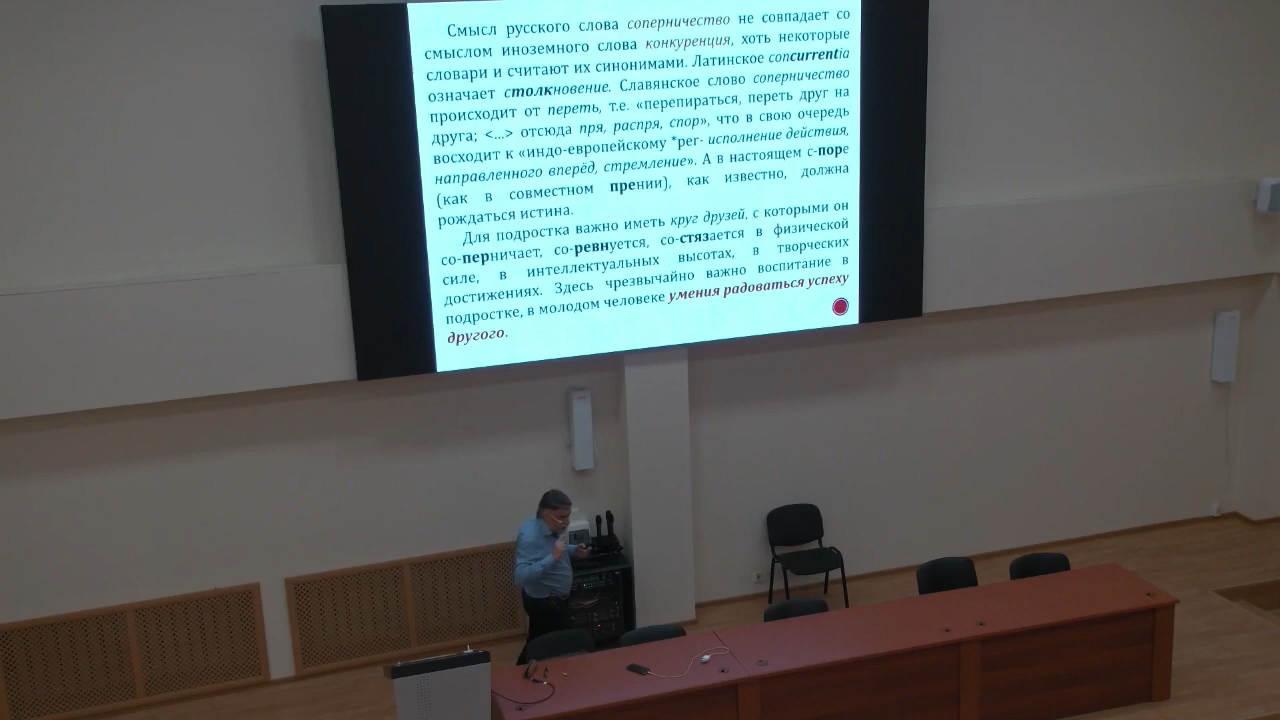 Смысл русского слова соперничество не совпадает со
смыслом иноземного слова конкуренция, хоть некоторые
словари и считают их синонимами. Латинское concurrentia
означает столкновение. Славянское слово соперничество
происходит от переть, т.е. «перепираться, переть друг на
друга; <...> отсюда пря, распря, спор», что в свою очередь
восходит к «индо-европейскому *per- исполнение действия,
направленного вперёд, стремление». А в настоящем с-поре
(как в совместном прении), как известно, должна
рождаться истина.
Для подростка важно иметь круг друзей, с которыми он
со-перничает, со-ревнуется, со-стязается в физической
силе, в интеллектуальных высотах, в творческих
достижениях. Здесь чрезвычайно важно воспитание в
подростке, в молодом человеке умения радоваться успеху
другого.